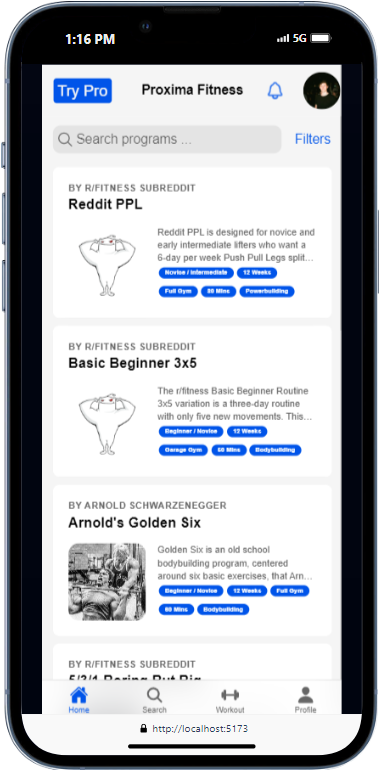 1:16 PM 5G
Try Pro Proxima Fitness
Search programs ... Filters
BY R/FITNESS SUBREDDIT
Reddit PPL
Reddit PPL is designed for novice and
early intermediate lifters who want a
6-day per week Push Pull Legs split...
Novice / Intermediate 12 Weeks
Full Gym 80 Mins Powerbuilding
BY R/FITNESS SUBREDDIT
Basic Beginner 3x5
The r/fitness Basic Beginner Routine
3x5 variation is a three-day routine
with only five new movements. This...
Beginner / Novice 12 Weeks
Garage Gym 50 Mins Bodybuilding
BY ARNOLD SCHWARZENEGGER
Arnold's Golden Six
Golden Six is an old school
bodybuilding program, centered
around six basic exercises, that Arn...
Beginner / Novice 12 Weeks Full Gym
80 Mins Bodybuilding
BY R/FITNESS SUBREDDIT
5/3/1 Boring But Big
Home Search Workout Profile
http://localhost:5173